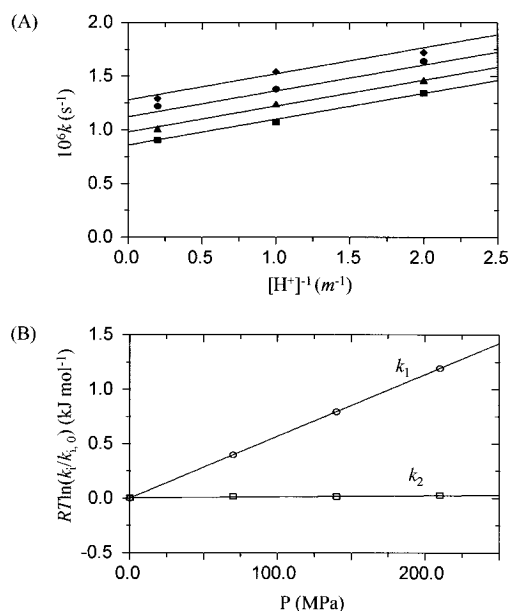 (A)
2.0
1.5
1.0
0.5
0.0
10⁶k (s⁻¹)
0.0 0.5 1.0 1.5 2.0 2.5
[H⁺]⁻¹ (m⁻¹)
(B)
1.5
1.0
0.5
0.0
-0.5
RTln(kᵢ/kᵢ,₀) (kJ mol⁻¹)
k₁
k₂
0.0 100.0 200.0
P (MPa)